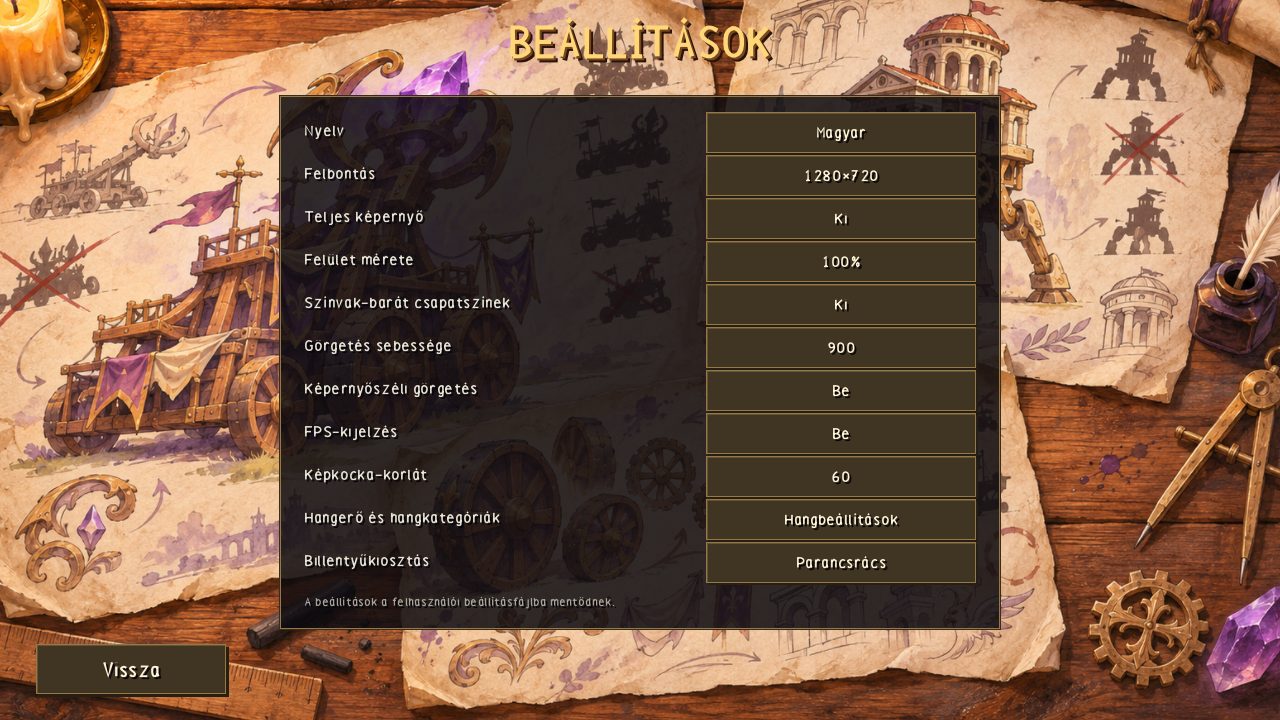 BEÁLLÍTÁSOK
Nyelv Magyar
Felbontás 1280×720
Teljes képernyő Ki
Felület mérete 100%
Színvak-barát csapatszínek Ki
Görgetés sebessége 900
Képernyőszéli görgetés Be
FPS-kijelzés Be
Képkocka-korlát 60
Hangerő és hangkategóriák Hangbeállítások
Billentyűkiosztás Parancsrács
A beállítások a felhasználói beállításfájlba mentődnek.
Vissza